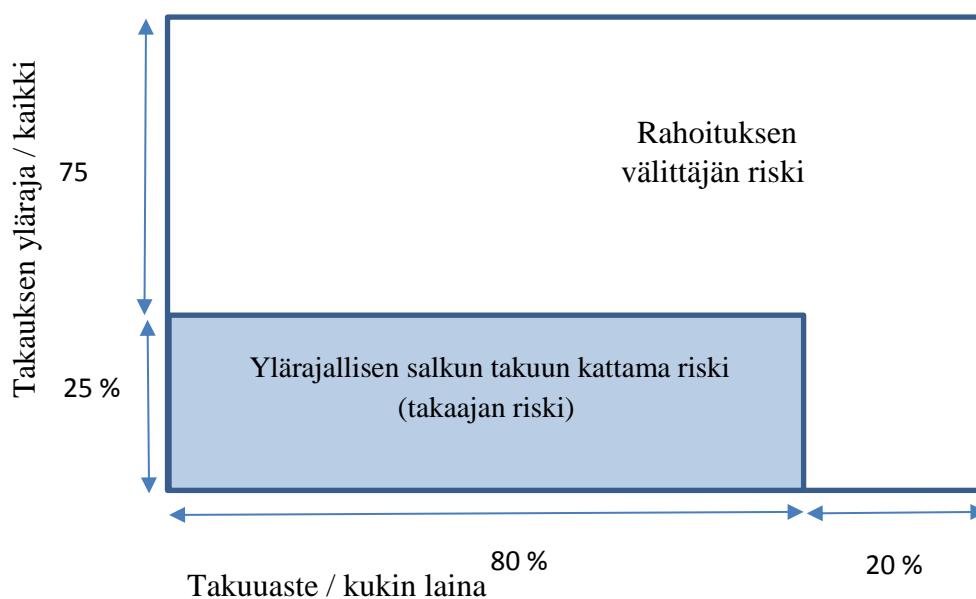 Takauksen yläraja / kaikki
75
Rahoituksen
välittäjän riski
25 %
Ylärajallisen salkun takuun kattama riski
(takaajan riski)
80 %
20 %
Takuuaste / kukin laina